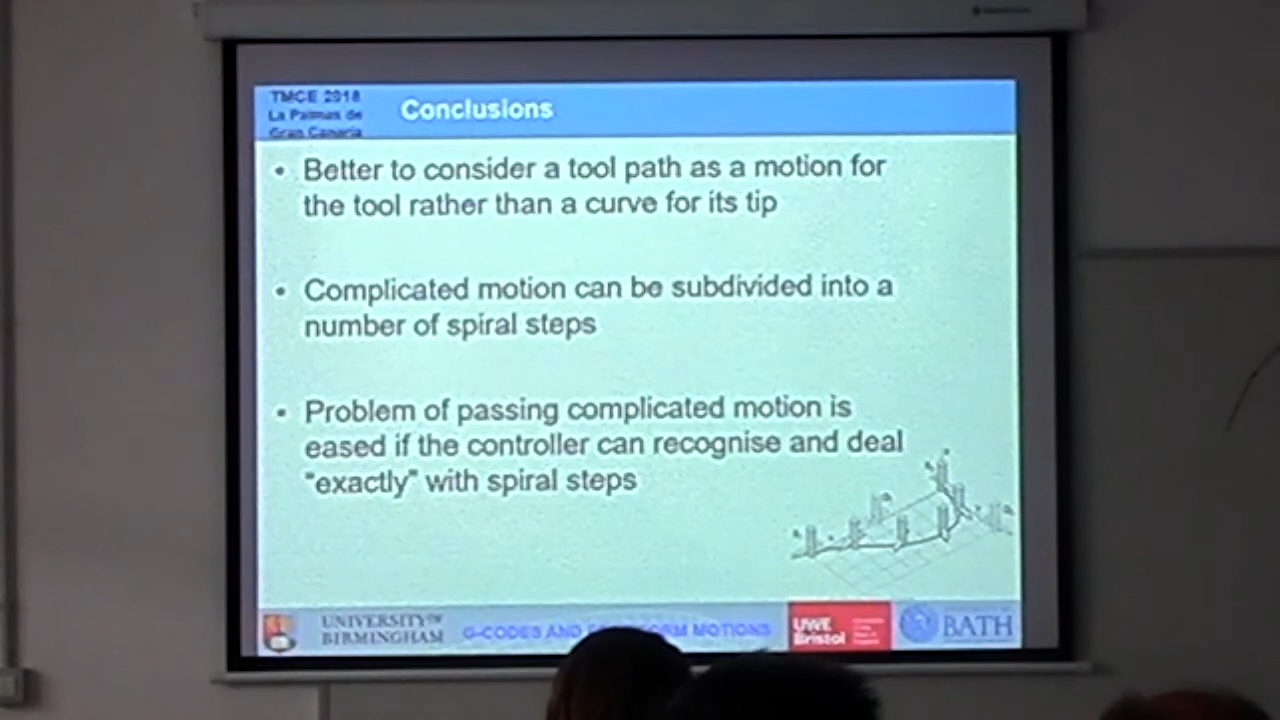 TMCE 2018
La Palmas de
Gran Canaria
Conclusions
• Better to consider a tool path as a motion for
the tool rather than a curve for its tip
• Complicated motion can be subdivided into a
number of spiral steps
• Problem of passing complicated motion is
eased if the controller can recognise and deal
"exactly" with spiral steps
UNIVERSITY OF
BIRMINGHAM
G-CODES AND
MOTIONS
UWE
Bristol
BATH